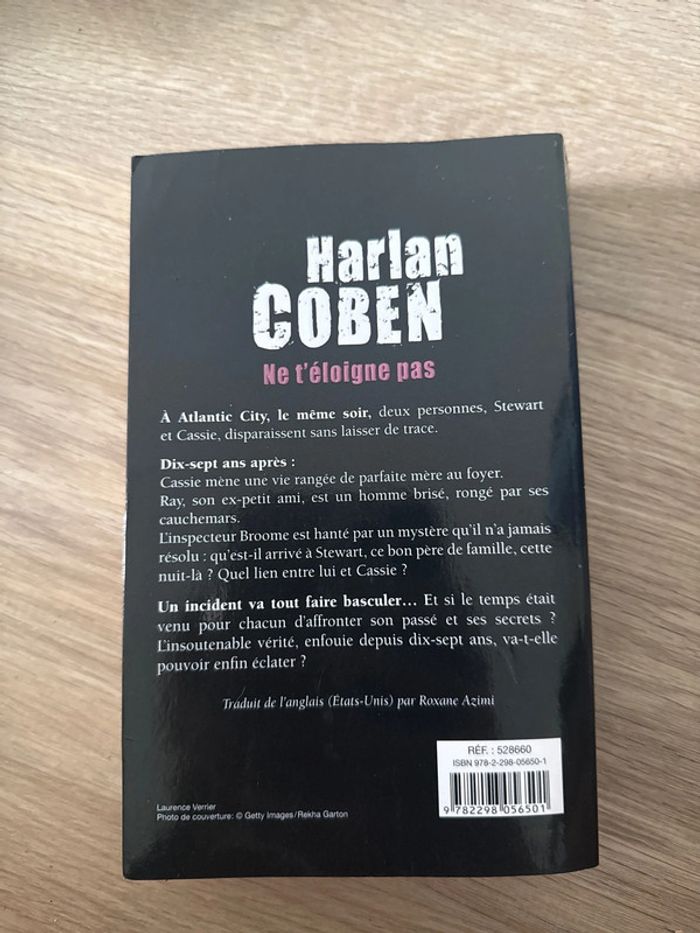 Harlan
COBEN
Ne t'éloigne pas
À Atlantic City, le même soir, deux personnes, Stewart
et Cassie, disparaissent sans laisser de trace.
Dix-sept ans après :
Cassie mène une vie rangée de parfaite mère au foyer.
Ray, son ex-petit ami, est un homme brisé, rongé par ses
cauchemars.
L'inspecteur Broome est hanté par un mystère qu'il n'a jamais
résolu : qu'est-il arrivé à Stewart, ce bon père de famille, cette
nuit-là ? Quel lien entre lui et Cassie ?
Un incident va tout faire basculer… Et si le temps était
venu pour chacun d'affronter son passé et ses secrets ?
L'insoutenable vérité, enfouie depuis dix-sept ans, va-t-elle
pouvoir enfin éclater ?
Traduit de l'anglais (États-Unis) par Roxane Azimi
RÉF. : 528660
ISBN 978-2-298-05650-1
9 782298 056501
Laurence Verrier
Photo de couverture: © Getty Images/Rekha Garton